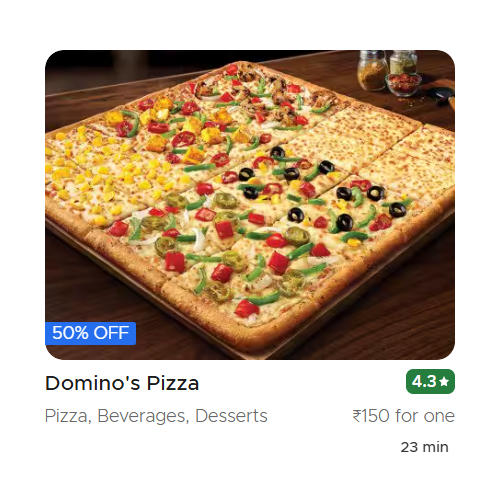 50% OFF
Domino's Pizza 4.3★
Pizza, Beverages, Desserts ₹150 for one
23 min